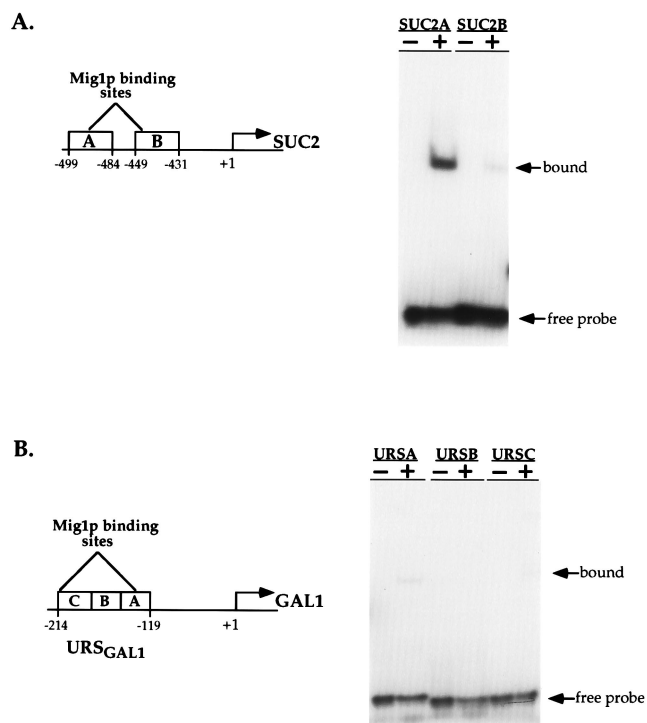 A.
SUC2A SUC2B
− + − +
Mig1p binding
sites
A B
SUC2
-499 -484 -449 -431 +1
bound
free probe
B.
URSA URSB URSC
− + − + − +
Mig1p binding
sites
C B A
GAL1
-214 -119 +1
URSGAL1
bound
free probe